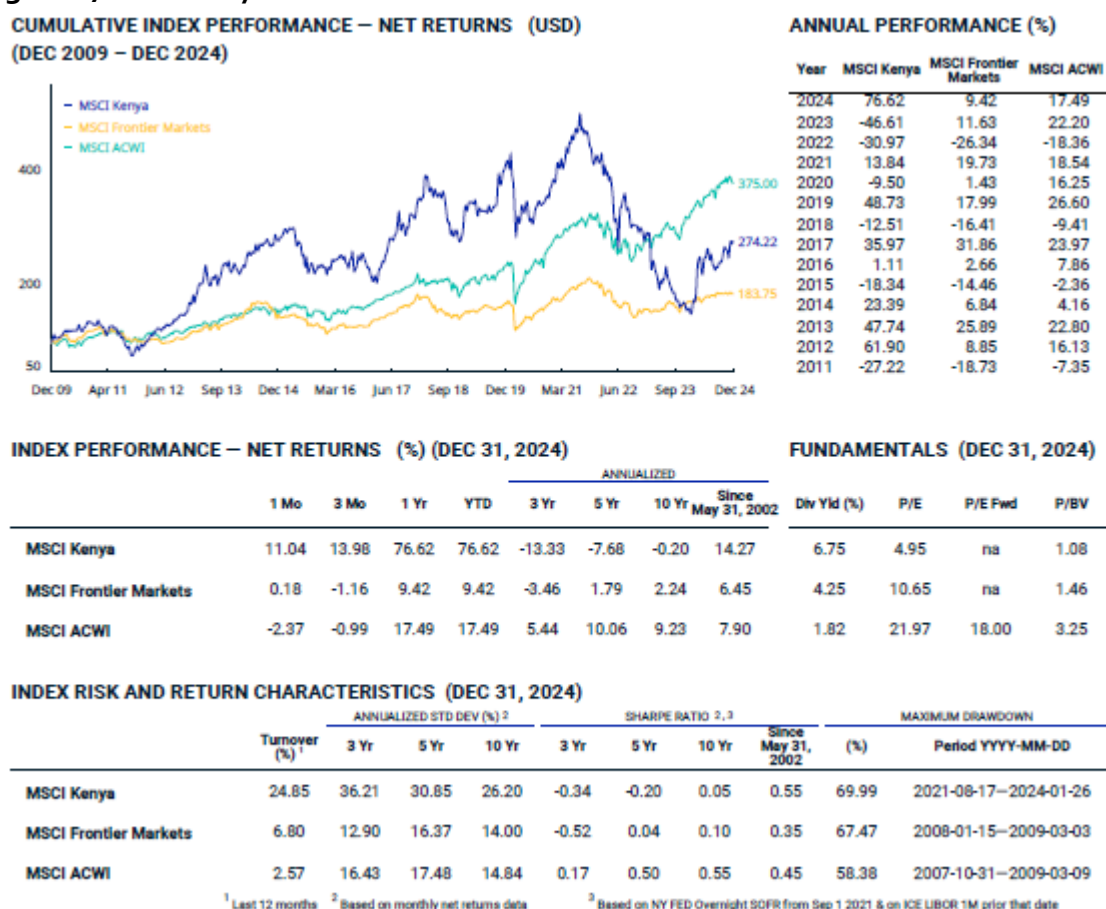 CUMULATIVE INDEX PERFORMANCE — NET RETURNS (USD)
(DEC 2009 – DEC 2024)
MSCI Kenya
MSCI Frontier Markets
MSCI ACWI
400
200
50
375.00
274.22
183.75
Dec 09 Apr 11 Jun 12 Sep 13 Dec 14 Mar 16 Jun 17 Sep 18 Dec 19 Mar 21 Jun 22 Sep 23 Dec 24
ANNUAL PERFORMANCE (%)
Year MSCI Kenya MSCI Frontier Markets MSCI ACWI
2024 76.62 9.42 17.49
2023 -46.61 11.63 22.20
2022 -30.97 -26.34 -18.36
2021 13.84 19.73 18.54
2020 -9.50 1.43 16.25
2019 48.73 17.99 26.60
2018 -12.51 -16.41 -9.41
2017 35.97 31.86 23.97
2016 1.11 2.66 7.86
2015 -18.34 -14.46 -2.36
2014 23.39 6.84 4.16
2013 47.74 25.89 22.80
2012 61.90 8.85 16.13
2011 -27.22 -18.73 -7.35
INDEX PERFORMANCE — NET RETURNS (%) (DEC 31, 2024)
ANNUALIZED
1 Mo 3 Mo 1 Yr YTD 3 Yr 5 Yr 10 Yr Since May 31, 2002
MSCI Kenya 11.04 13.98 76.62 76.62 -13.33 -7.68 -0.20 14.27
MSCI Frontier Markets 0.18 -1.16 9.42 9.42 -3.46 1.79 2.24 6.45
MSCI ACWI -2.37 -0.99 17.49 17.49 5.44 10.06 9.23 7.90
FUNDAMENTALS (DEC 31, 2024)
Div Yld (%) P/E P/E Fwd P/BV
6.75 4.95 na 1.08
4.25 10.65 na 1.46
1.82 21.97 18.00 3.25
INDEX RISK AND RETURN CHARACTERISTICS (DEC 31, 2024)
ANNUALIZED STD DEV (%) 2 SHARPE RATIO 2,3 MAXIMUM DRAWDOWN
Turnover (%) 1 3 Yr 5 Yr 10 Yr 3 Yr 5 Yr 10 Yr Since May 31, 2002 (%) Period YYYY-MM-DD
MSCI Kenya 24.85 36.21 30.85 26.20 -0.34 -0.20 0.05 0.55 69.99 2021-08-17—2024-01-26
MSCI Frontier Markets 6.80 12.90 16.37 14.00 -0.52 0.04 0.10 0.35 67.47 2008-01-15—2009-03-03
MSCI ACWI 2.57 16.43 17.48 14.84 0.17 0.50 0.55 0.45 58.38 2007-10-31—2009-03-09
1 Last 12 months 2 Based on monthly net returns data 3 Based on NY FED Overnight SOFR from Sep 1 2021 & on ICE LIBOR 1M prior that date